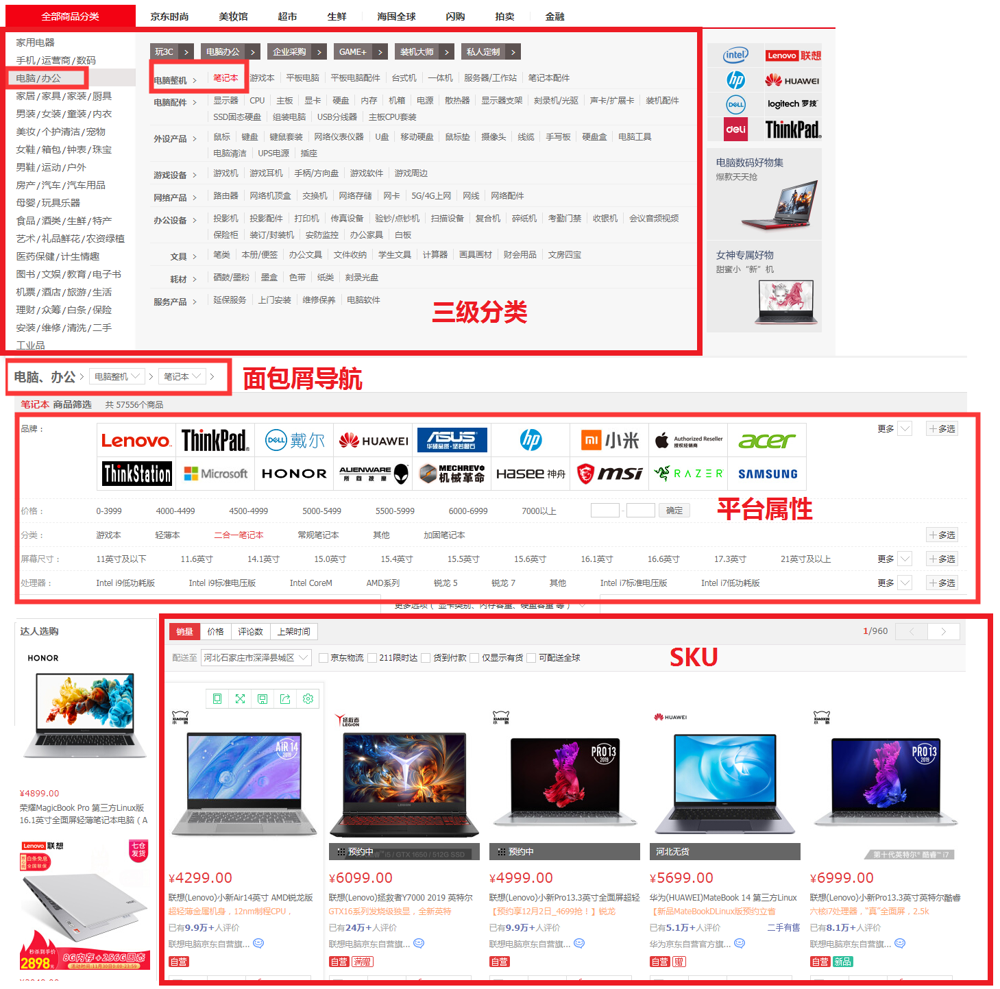 全部商品分类 京东时尚 美妆馆 超市 生鲜 海囤全球 闪购 拍卖 金融
家用电器
手机/运营商/数码
电脑/办公
家居/家具/家装/厨具
男装/女装/童装/内衣
美妆/个护清洁/宠物
女鞋/箱包/钟表/珠宝
男鞋/运动/户外
房产/汽车/汽车用品
母婴/玩具乐器
食品/酒类/生鲜/特产
艺术/礼品鲜花/农资绿植
医药保健/计生情趣
图书/文娱/教育/电子书
机票/酒店/旅游/生活
理财/众筹/白条/保险
安装/维修/清洗/二手
工业品
玩3C > 电脑办公 > 企业采购 > GAME+ > 装机大师 > 私人定制 >
电脑整机 > 笔记本 游戏本 平板电脑 平板电脑配件 台式机 一体机 服务器/工作站 笔记本配件
电脑配件 > 显示器 CPU 主板 显卡 硬盘 内存 机箱 电源 散热器 显示器支架 刻录机/光驱 声卡/扩展卡 装机配件
SSD固态硬盘 组装电脑 USB分线器 主板CPU套装
外设产品 > 鼠标 键盘 键鼠套装 网络仪表仪器 U盘 移动硬盘 鼠标垫 摄像头 线缆 手写板 硬盘盒 电脑工具
电脑清洁 UPS电源 插座
游戏设备 > 游戏机 游戏耳机 手柄/方向盘 游戏软件 游戏周边
网络产品 > 路由器 网络机顶盒 交换机 网络存储 网卡 5G/4G上网 网线 网络配件
办公设备 > 投影机 投影配件 打印机 传真设备 验钞/点钞机 扫描设备 复合机 碎纸机 考勤门禁 收银机 会议音频视频
保险柜 装订/封装机 安防监控 办公家具 白板
文具 > 笔类 本册/便签 办公文具 文件收纳 学生文具 计算器 画具画材 财会用品 文房四宝
耗材 > 硒鼓/墨粉 墨盒 色带 纸类 刻录光盘
服务产品 > 延保服务 上门安装 维修保养 电脑软件
三级分类
intel Lenovo 联想
hp HUAWEI
DELL logitech 罗技
deli ThinkPad
电脑数码好物集
爆款天天抢
女神专属好物
甜蜜小“新”机
电脑、办公 > 电脑整机 > 笔记本 >
面包屑导航
笔记本 商品筛选 共 57556个商品
品牌：
Lenovo ThinkPad DELL 戴尔 HUAWEI ASUS 华硕品质·坚若磐石 hp 小米 Authorized Reseller 授权经销商 acer
更多 +多选
ThinkStation Microsoft HONOR ALIENWARE 外星人 MECHREVO 机械革命 Hasee 神舟 msi RAZER SAMSUNG
平台属性
价格： 0-3999 4000-4499 4500-4999 5000-5499 5500-5999 6000-6999 7000以上 - 确定
分类： 游戏本 轻薄本 二合一笔记本 常规笔记本 其他 加固笔记本 +多选
屏幕尺寸： 11英寸及以下 11.6英寸 14.1英寸 15.0英寸 15.4英寸 15.5英寸 15.6英寸 16.1英寸 16.6英寸 17.3英寸 21英寸及以上 更多 +多选
处理器： Intel i9低功耗版 Intel i9标准电压版 Intel CoreM AMD系列 锐龙 5 锐龙 7 其他 Intel i7标准电压版 Intel i7低功耗版 更多 +多选
更多选项（ 显卡类别、内存容量、硬盘容量 等 ）
达人选购
HONOR
¥4899.00
荣耀MagicBook Pro 第三方Linux版
16.1英寸全面屏轻薄笔记本电脑（A
Lenovo 联想
七仓
发货
白条免息
全国联保
秒杀到手价
2898元
8G内存+256G固态
活动时间:11月30日0:00-23:59
销量 价格 评论数 上架时间
1/960 < >
配送至 河北石家庄市深泽县城区 京东物流 211限时达 货到付款 仅显示有货 可配送全球
SKU
XIAOXIN
小新
AIR 14
2019
¥4299.00
联想(Lenovo)小新Air14英寸 AMD锐龙版
超轻薄金属机身，12nm制程CPU，
已有9.9万+人评价
联想电脑京东自营旗...
自营
拯救者
LEGION
预约中
酷睿™ i5 / GTX 1650 / 512G SSD
¥6099.00
联想(Lenovo)拯救者Y7000 2019 英特尔
GTX16系列发烧级独显，全新英特
已有24万+人评价
联想电脑京东自营旗...
自营 满赠
XIAOXIN
小新
PRO 13
2019
预约中
¥4999.00
联想(Lenovo)小新Pro13.3英寸全面屏超轻
【预约享12月2日_4699抢！】锐龙
已有9.9万+人评价
联想电脑京东自营旗...
自营
HUAWEI
河北无货
¥5699.00
华为(HUAWEI)MateBook 14 第三方Linux
【新品MateBookDLinux版预约立省
已有5.1万+人评价 二手有售
华为京东自营官方旗...
自营 赠
XIAOXIN
小新
PRO 13
2019
第十代英特尔® 酷睿™ i7
¥6999.00
联想(Lenovo)小新Pro13.3英寸英特尔酷睿
六核i7处理器，“真”全面屏，2.5k
已有8.1万+人评价
联想电脑京东自营旗...
自营 新品